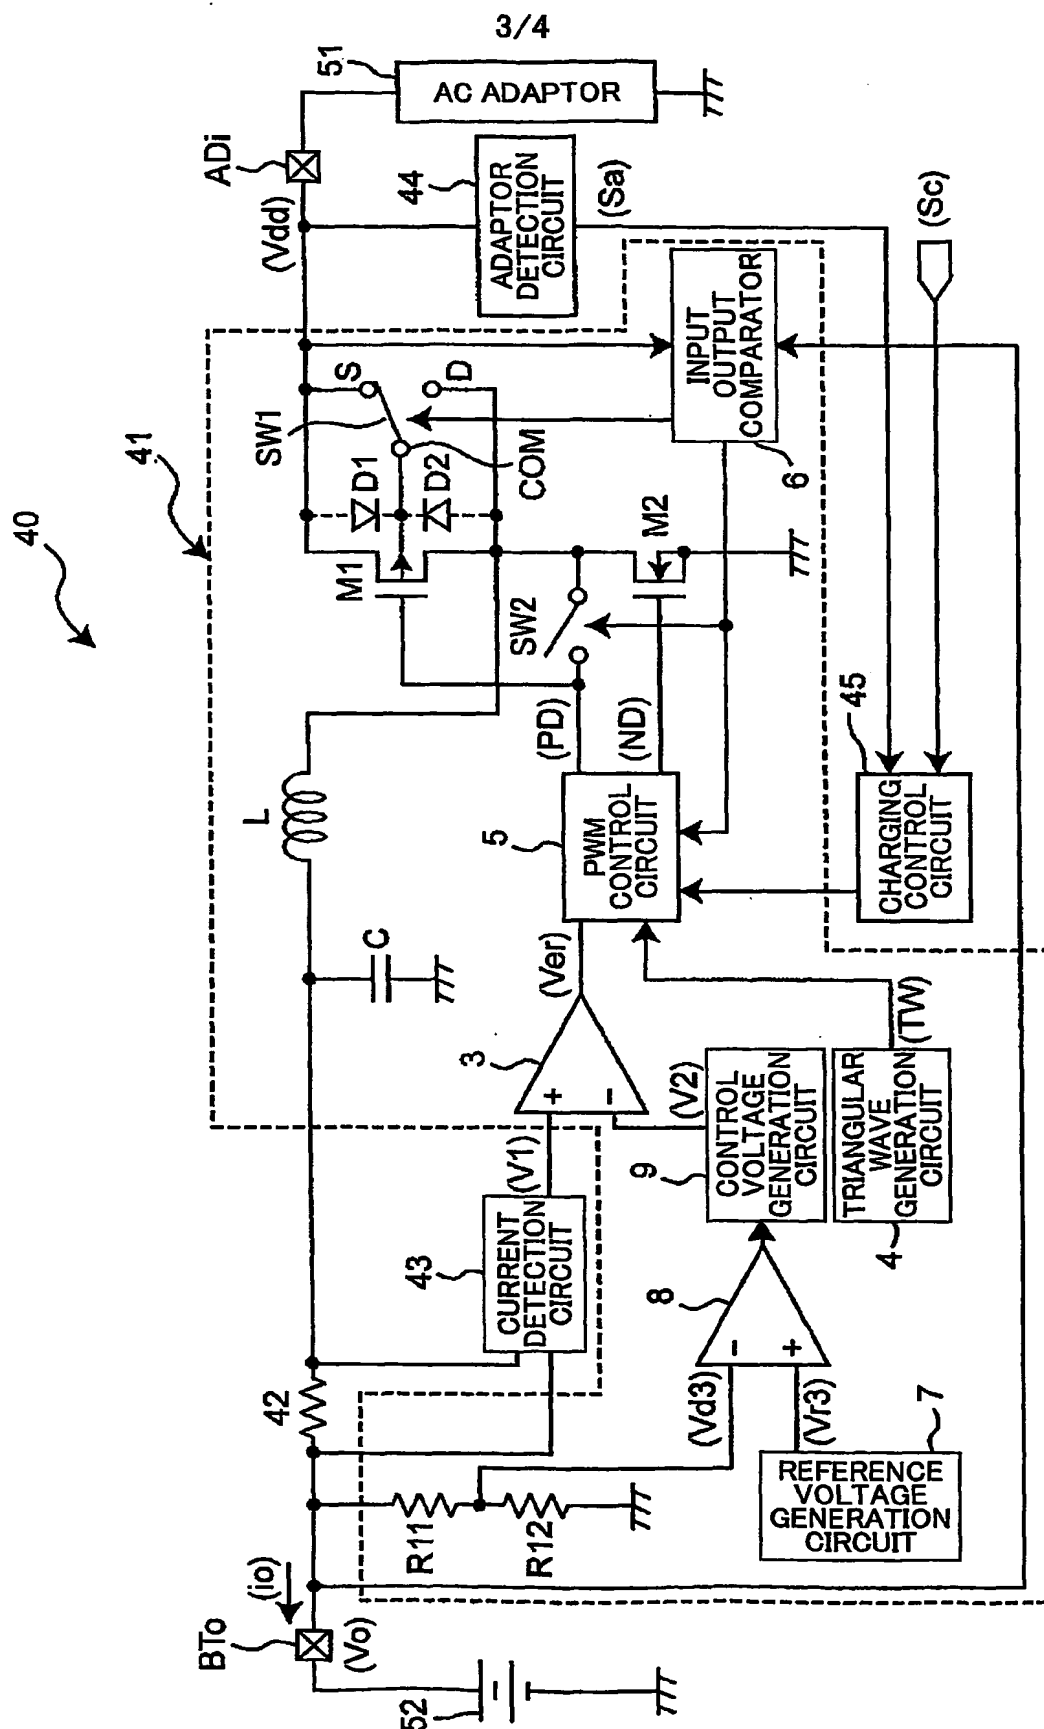 3/4
40
41
51
AC ADAPTOR
ADi
(Vdd)
44
ADAPTOR
DETECTION
CIRCUIT
(Sa)
(Sc)
SW1
S
D
COM
D1
D2
M1
INPUT
OUTPUT
COMPARATOR
6
SW2
M2
(PD)
(ND)
L
5
PWM
CONTROL
CIRCUIT
45
CHARGING
CONTROL
CIRCUIT
C
(Ver)
3
+
-
(V1)
(V2)
43
CURRENT
DETECTION
CIRCUIT
9
CONTROL
VOLTAGE
GENERATION
CIRCUIT
TRIANGULAR
WAVE
GENERATION
CIRCUIT
(TW)
4
8
-
+
42
(Vd3)
(Vr3)
7
REFERENCE
VOLTAGE
GENERATION
CIRCUIT
R11
R12
(io)
BTo
(Vo)
52